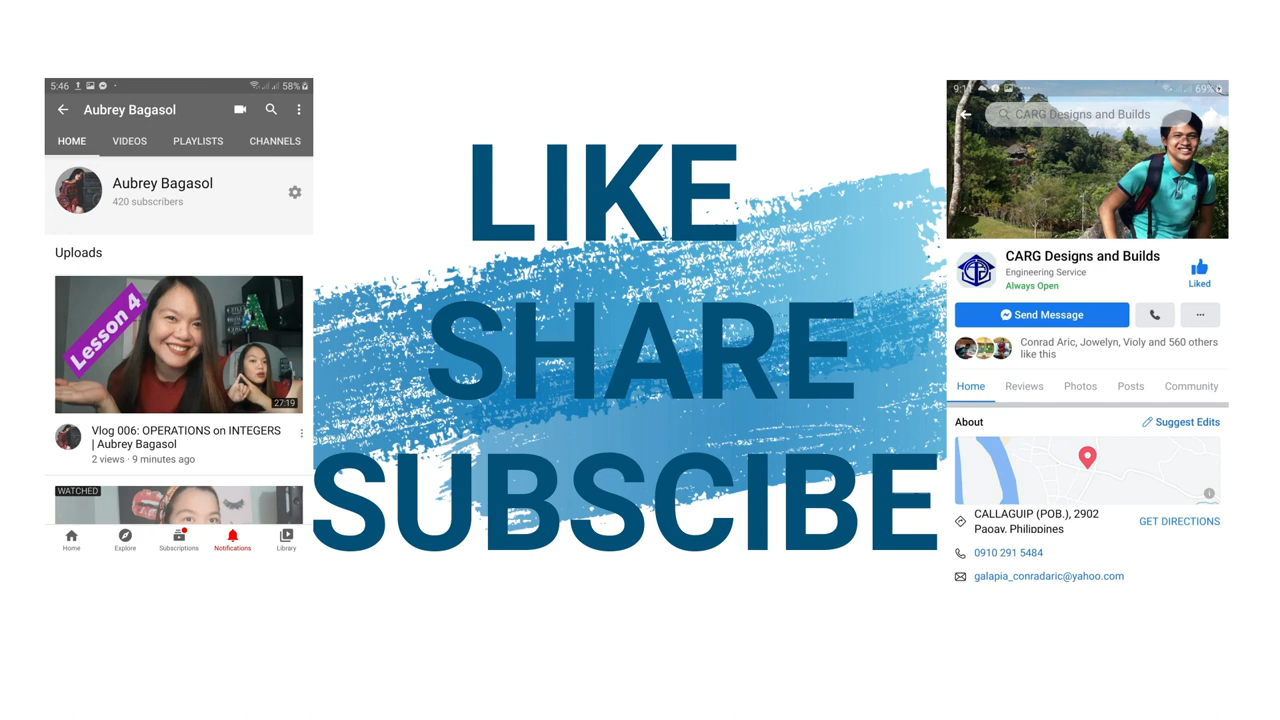 5:46
58%
Aubrey Bagasol
HOME VIDEOS PLAYLISTS CHANNELS
Aubrey Bagasol
420 subscribers
Uploads
Lesson 4
27:19
Vlog 006: OPERATIONS on INTEGERS
| Aubrey Bagasol
2 views · 9 minutes ago
WATCHED
Home Explore Subscriptions Notifications Library
LIKE
SHARE
SUBSCIBE
9:11
69%
CARG Designs and Builds
CARG Designs and Builds
Engineering Service
Always Open
Liked
Send Message
Conrad Aric, Jowelyn, Violy and 560 others
like this
Home Reviews Photos Posts Community
About
Suggest Edits
CALLAGUIP (POB.), 2902
Paoay, Philippines
GET DIRECTIONS
0910 291 5484
galapia_conradaric@yahoo.com